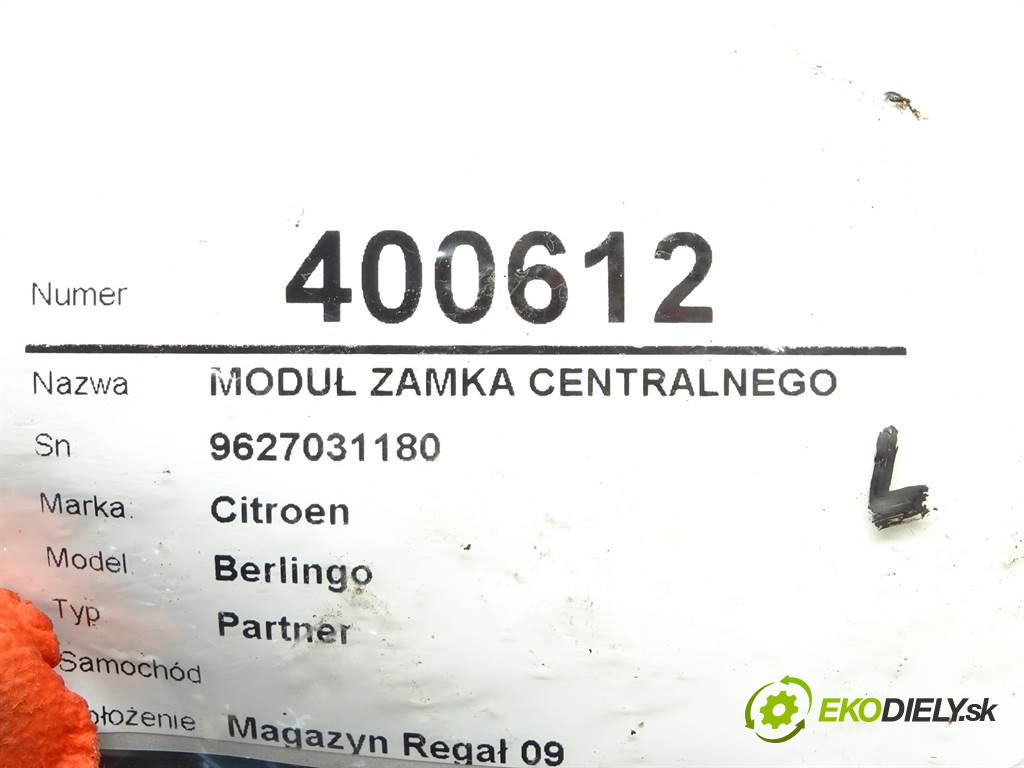 Numer 400612
Nazwa MODUŁ ZAMKA CENTRALNEGO
Sn 9627031180
Marka: Citroen
Model Berlingo
Typ Partner
Samochód
Magazyn Regał 09
L
EKODIELY.sk